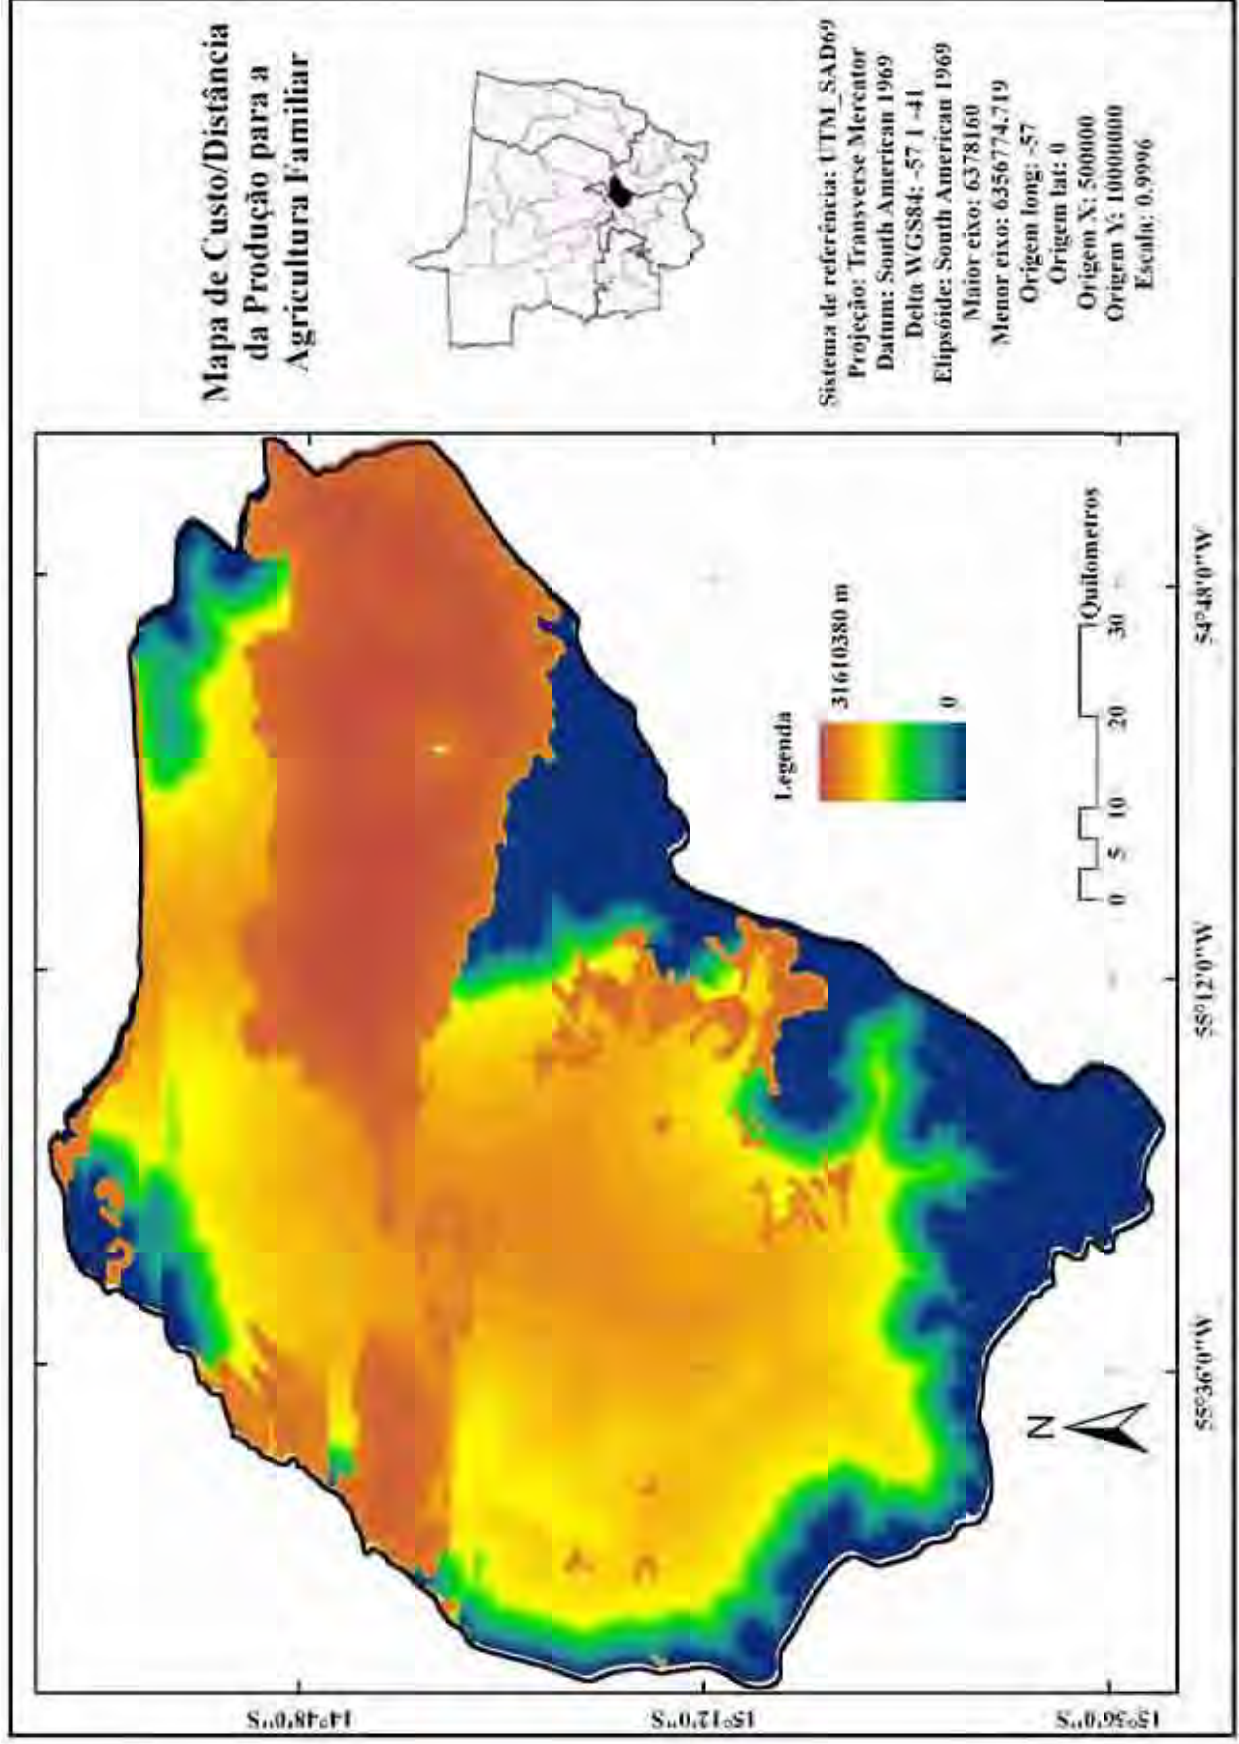 Mapa de Custo/Distância
da Produção para a
Agricultura Familiar
Sistema de referência: UTM_SAD69
Projeção: Transverse Mercator
Datum: South American 1969
Delta WGS84: -57 1 -41
Elipsóide: South American 1969
Maior eixo: 6378160
Menor eixo: 6356774.719
Origem long: -57
Origem lat: 0
Origem X: 500000
Origem Y: 10000000
Escala: 0.9996
Legenda
31610380 m
0
Quilometros
0 5 10 20 30
N
14°48'0"S
15°12'0"S
15°36'0"S
55°36'0"W
55°12'0"W
54°48'0"W